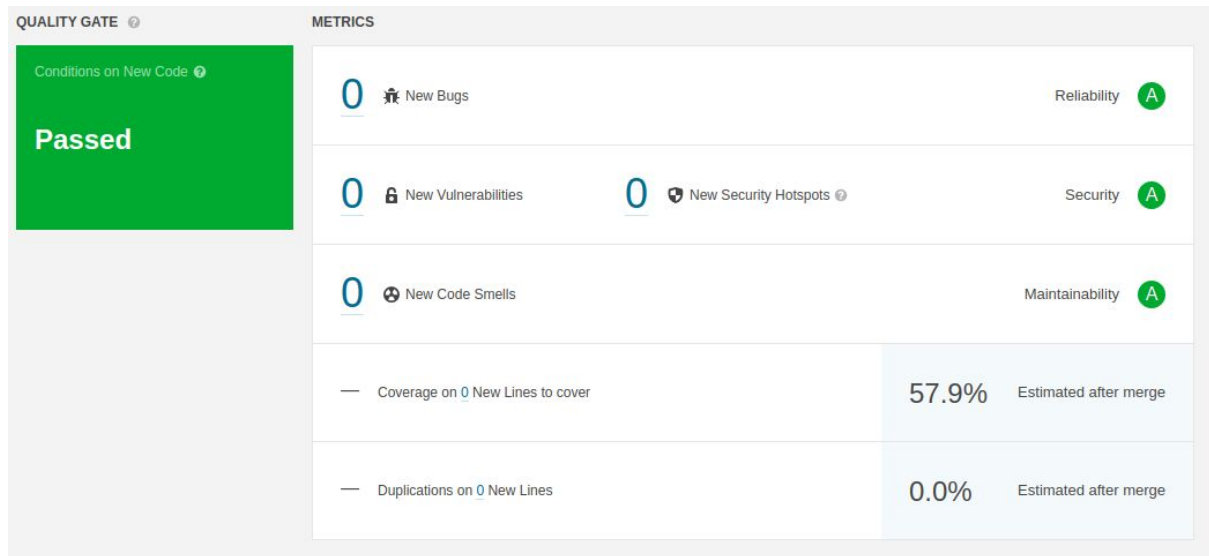 QUALITY GATE
METRICS
Conditions on New Code
Passed
0 New Bugs
Reliability A
0 New Vulnerabilities
0 New Security Hotspots
Security A
0 New Code Smells
Maintainability A
— Coverage on 0 New Lines to cover
57.9% Estimated after merge
— Duplications on 0 New Lines
0.0% Estimated after merge